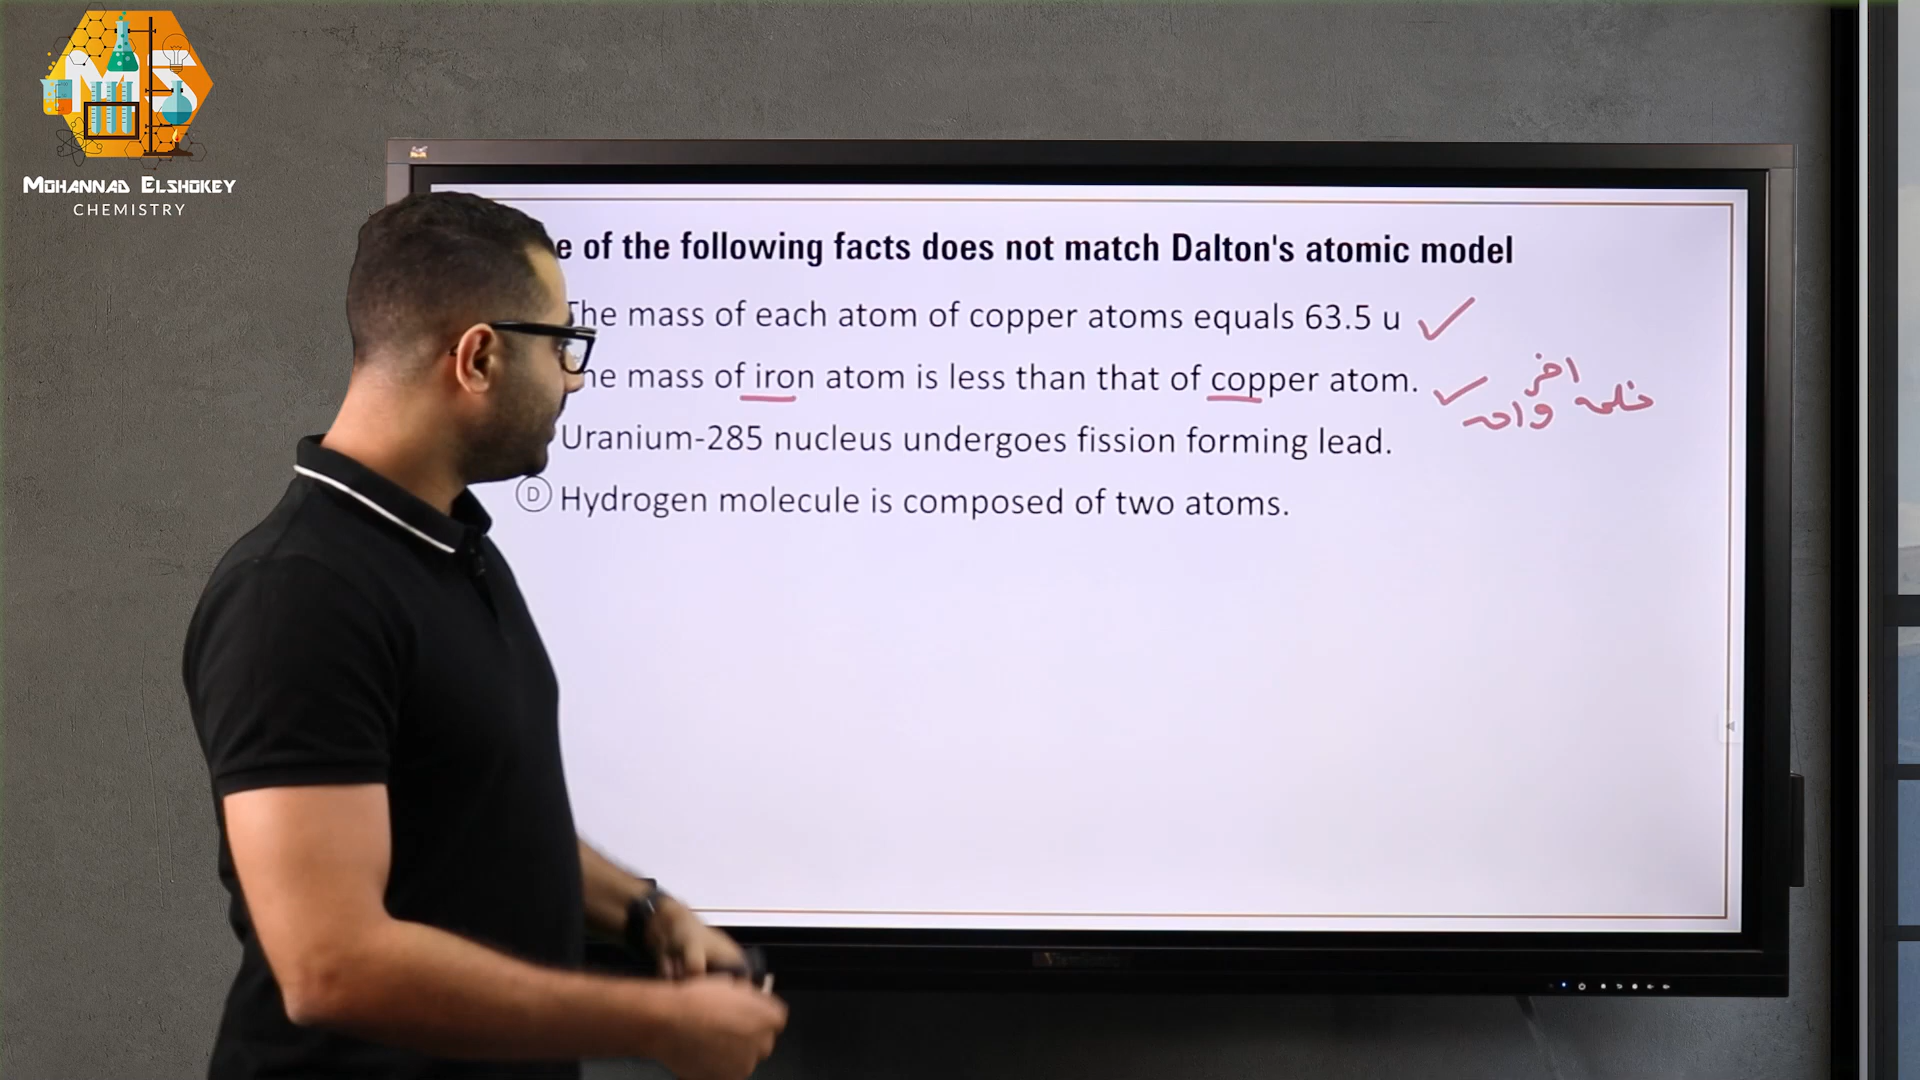 MS
MOHANNAD ELSHOKEY
CHEMISTRY
e of the following facts does not match Dalton's atomic model
The mass of each atom of copper atoms equals 63.5 u
he mass of iron atom is less than that of copper atom.
اخر
واحد
Uranium-285 nucleus undergoes fission forming lead.
D Hydrogen molecule is composed of two atoms.
ViewSonic